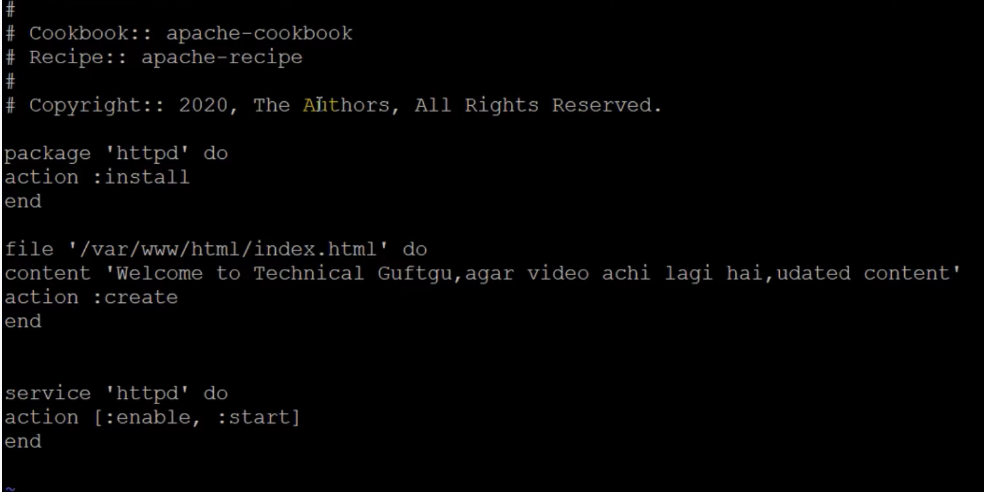 #
# Cookbook:: apache-cookbook
# Recipe:: apache-recipe
#
# Copyright:: 2020, The Authors, All Rights Reserved.
package 'httpd' do
action :install
end
file '/var/www/html/index.html' do
content 'Welcome to Technical Guftgu,agar video achi lagi hai,udated content'
action :create
end
service 'httpd' do
action [:enable, :start]
end
~